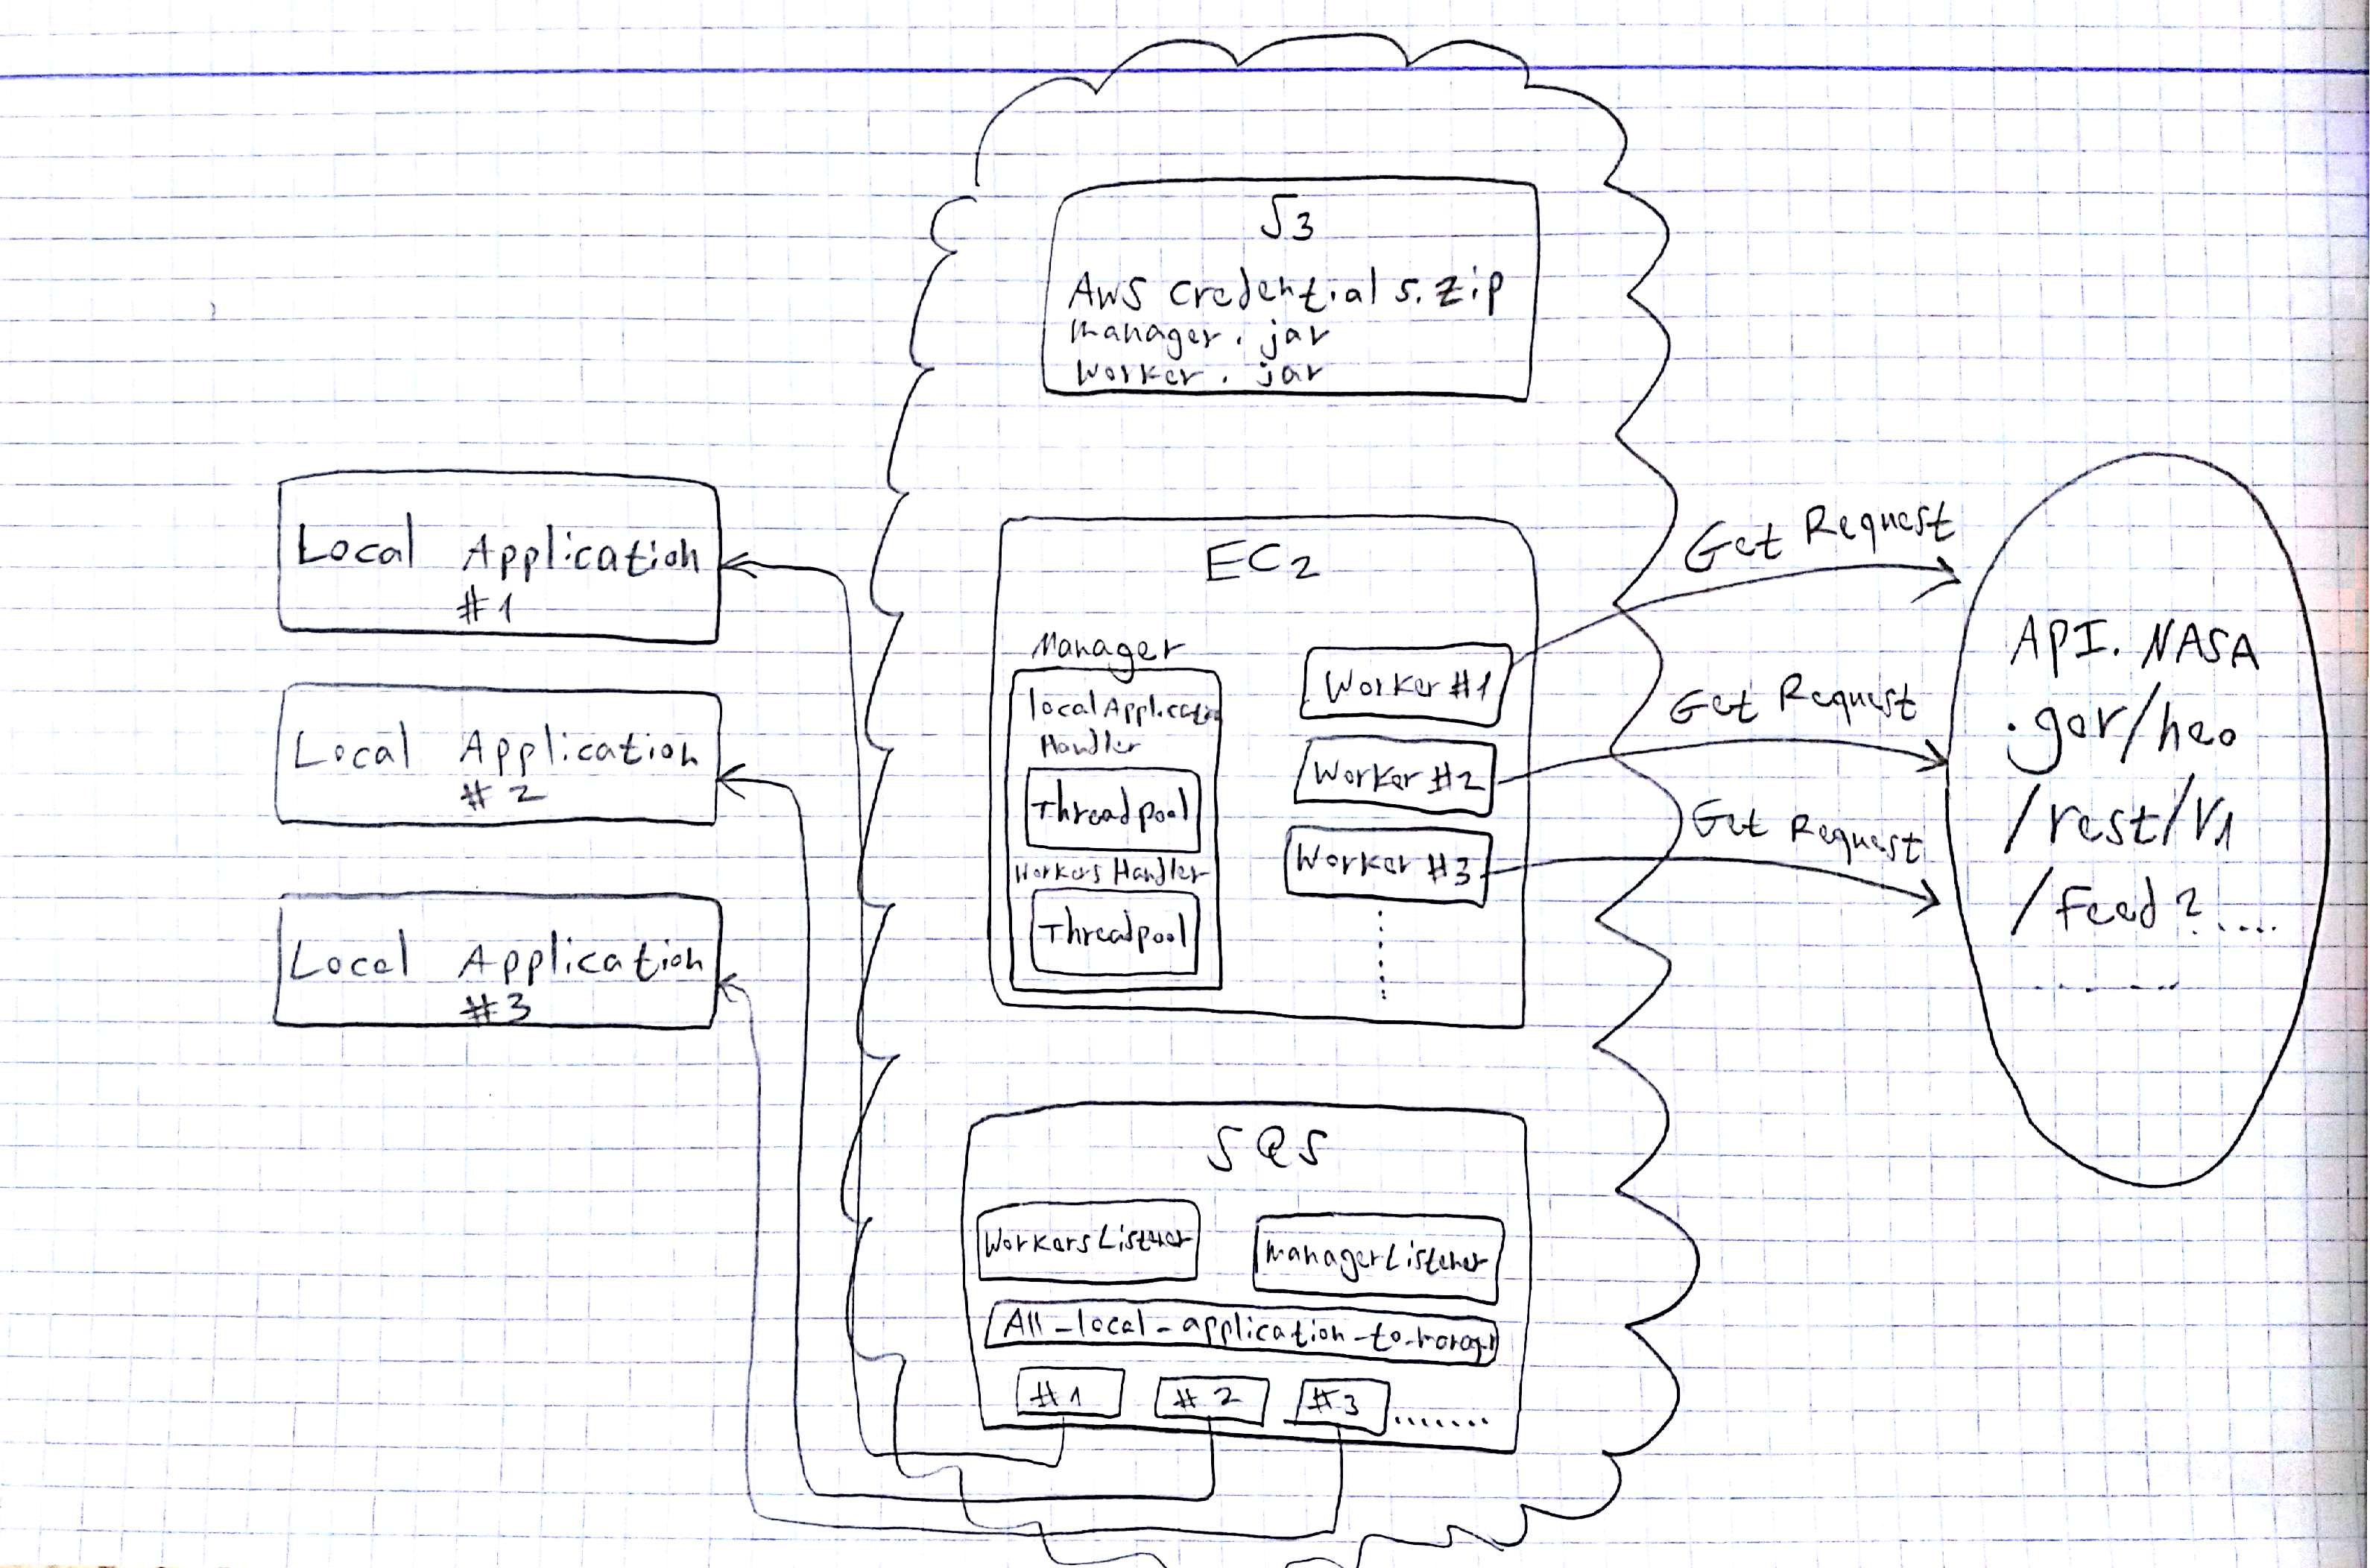 S3
AWS Credentials.zip
Manager.jar
Worker.jar
Local Application
#1
Local Application
#2
Local Application
#3
EC2
Manager
localApplication
Handler
Threadpool
Workers Handler
Threadpool
Worker #1
Worker #2
Worker #3
Get Request
Get Request
Get Request
API.NASA
.gov/neo
/rest/V1
/feed?.....
......
SQS
WorkersListener
ManagerListener
All_local_application_to_manager
#1
#2
#3
.......